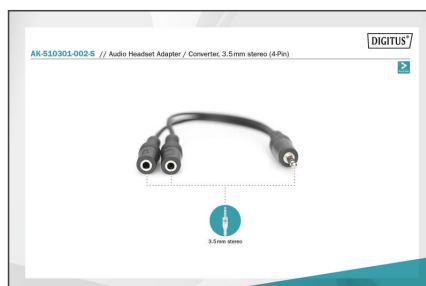 DIGITUS®
AK-510301-002-S // Audio Headset Adapter / Converter, 3.5 mm stereo (4-Pin)
3.5 mm stereo